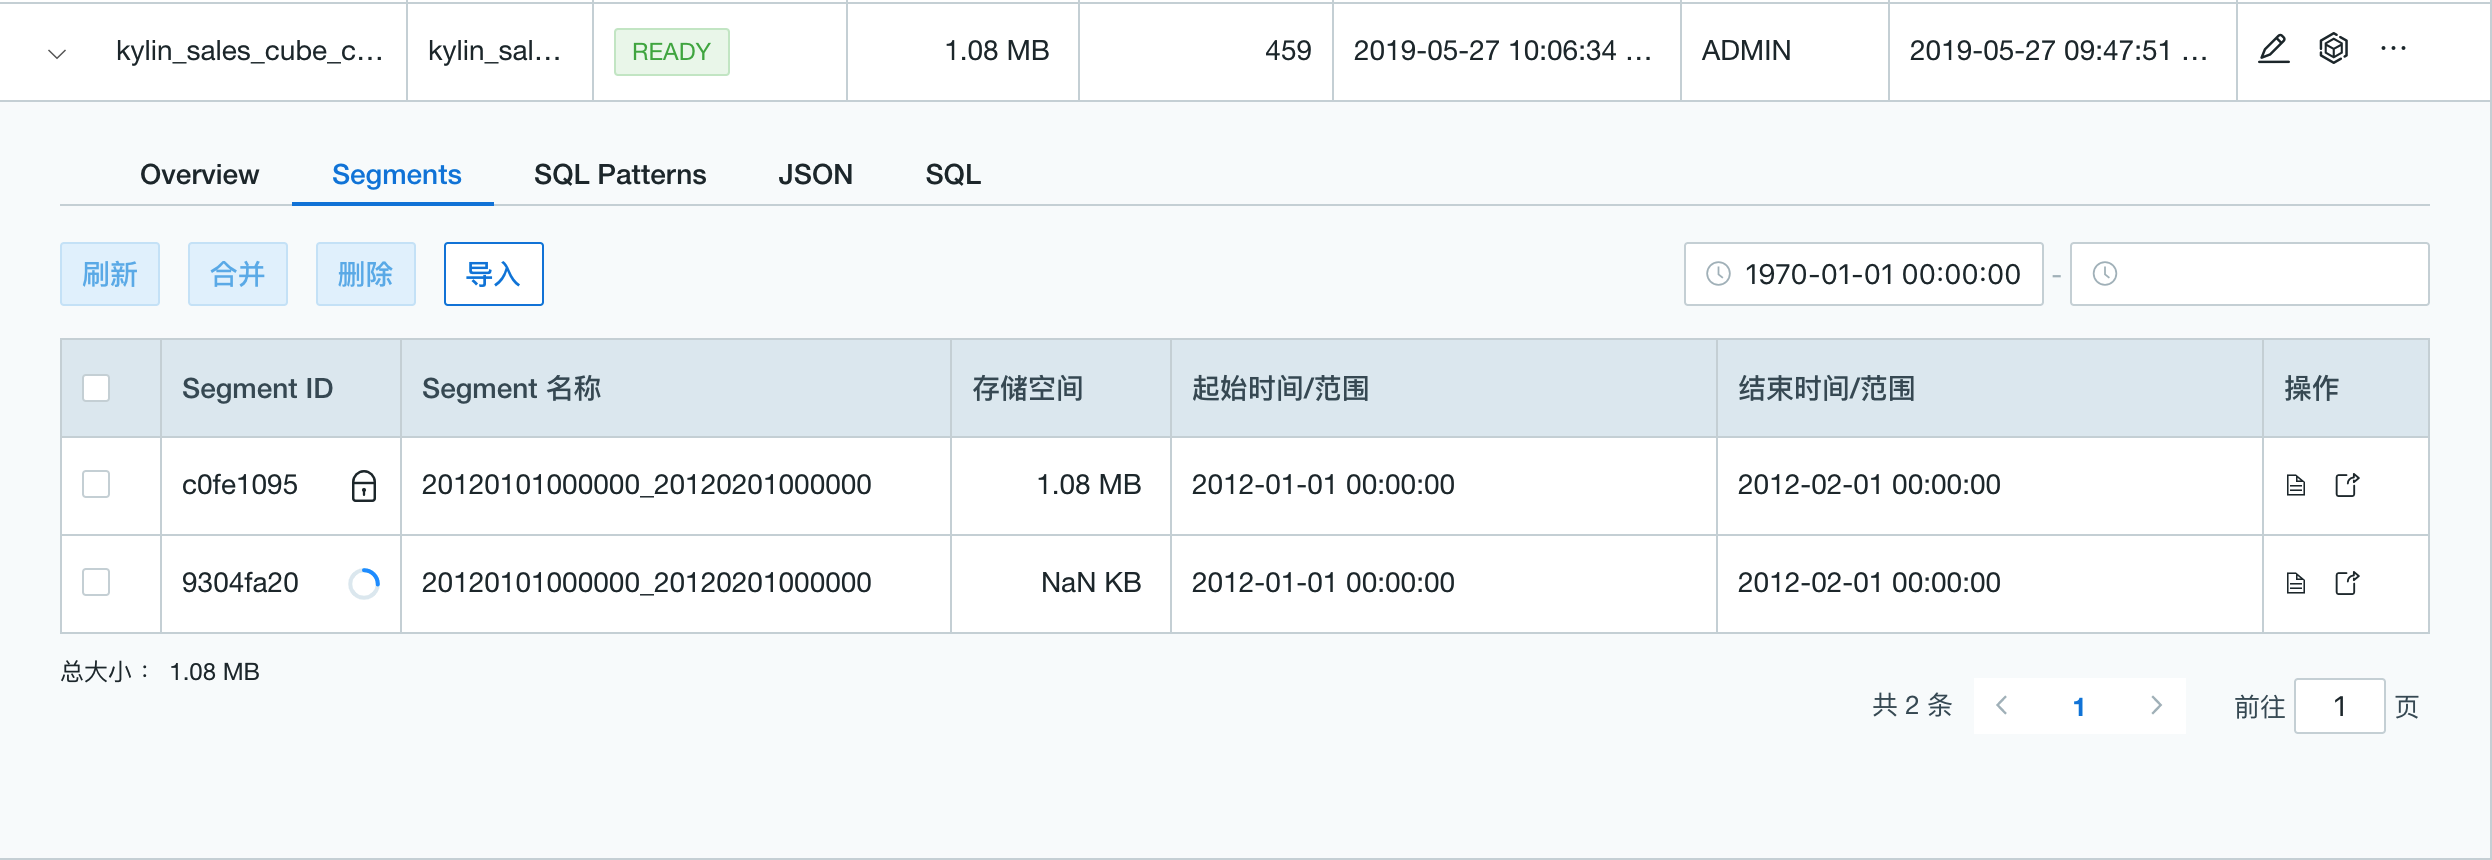 kylin_sales_cube_c... kylin_sal... READY 1.08 MB 459 2019-05-27 10:06:34 ... ADMIN 2019-05-27 09:47:51 ...
Overview Segments SQL Patterns JSON SQL
刷新 合并 删除 导入 1970-01-01 00:00:00 -
Segment ID Segment 名称 存储空间 起始时间/范围 结束时间/范围 操作
c0fe1095 20120101000000_20120201000000 1.08 MB 2012-01-01 00:00:00 2012-02-01 00:00:00
9304fa20 20120101000000_20120201000000 NaN KB 2012-01-01 00:00:00 2012-02-01 00:00:00
总大小： 1.08 MB
共 2 条 1 前往 1 页